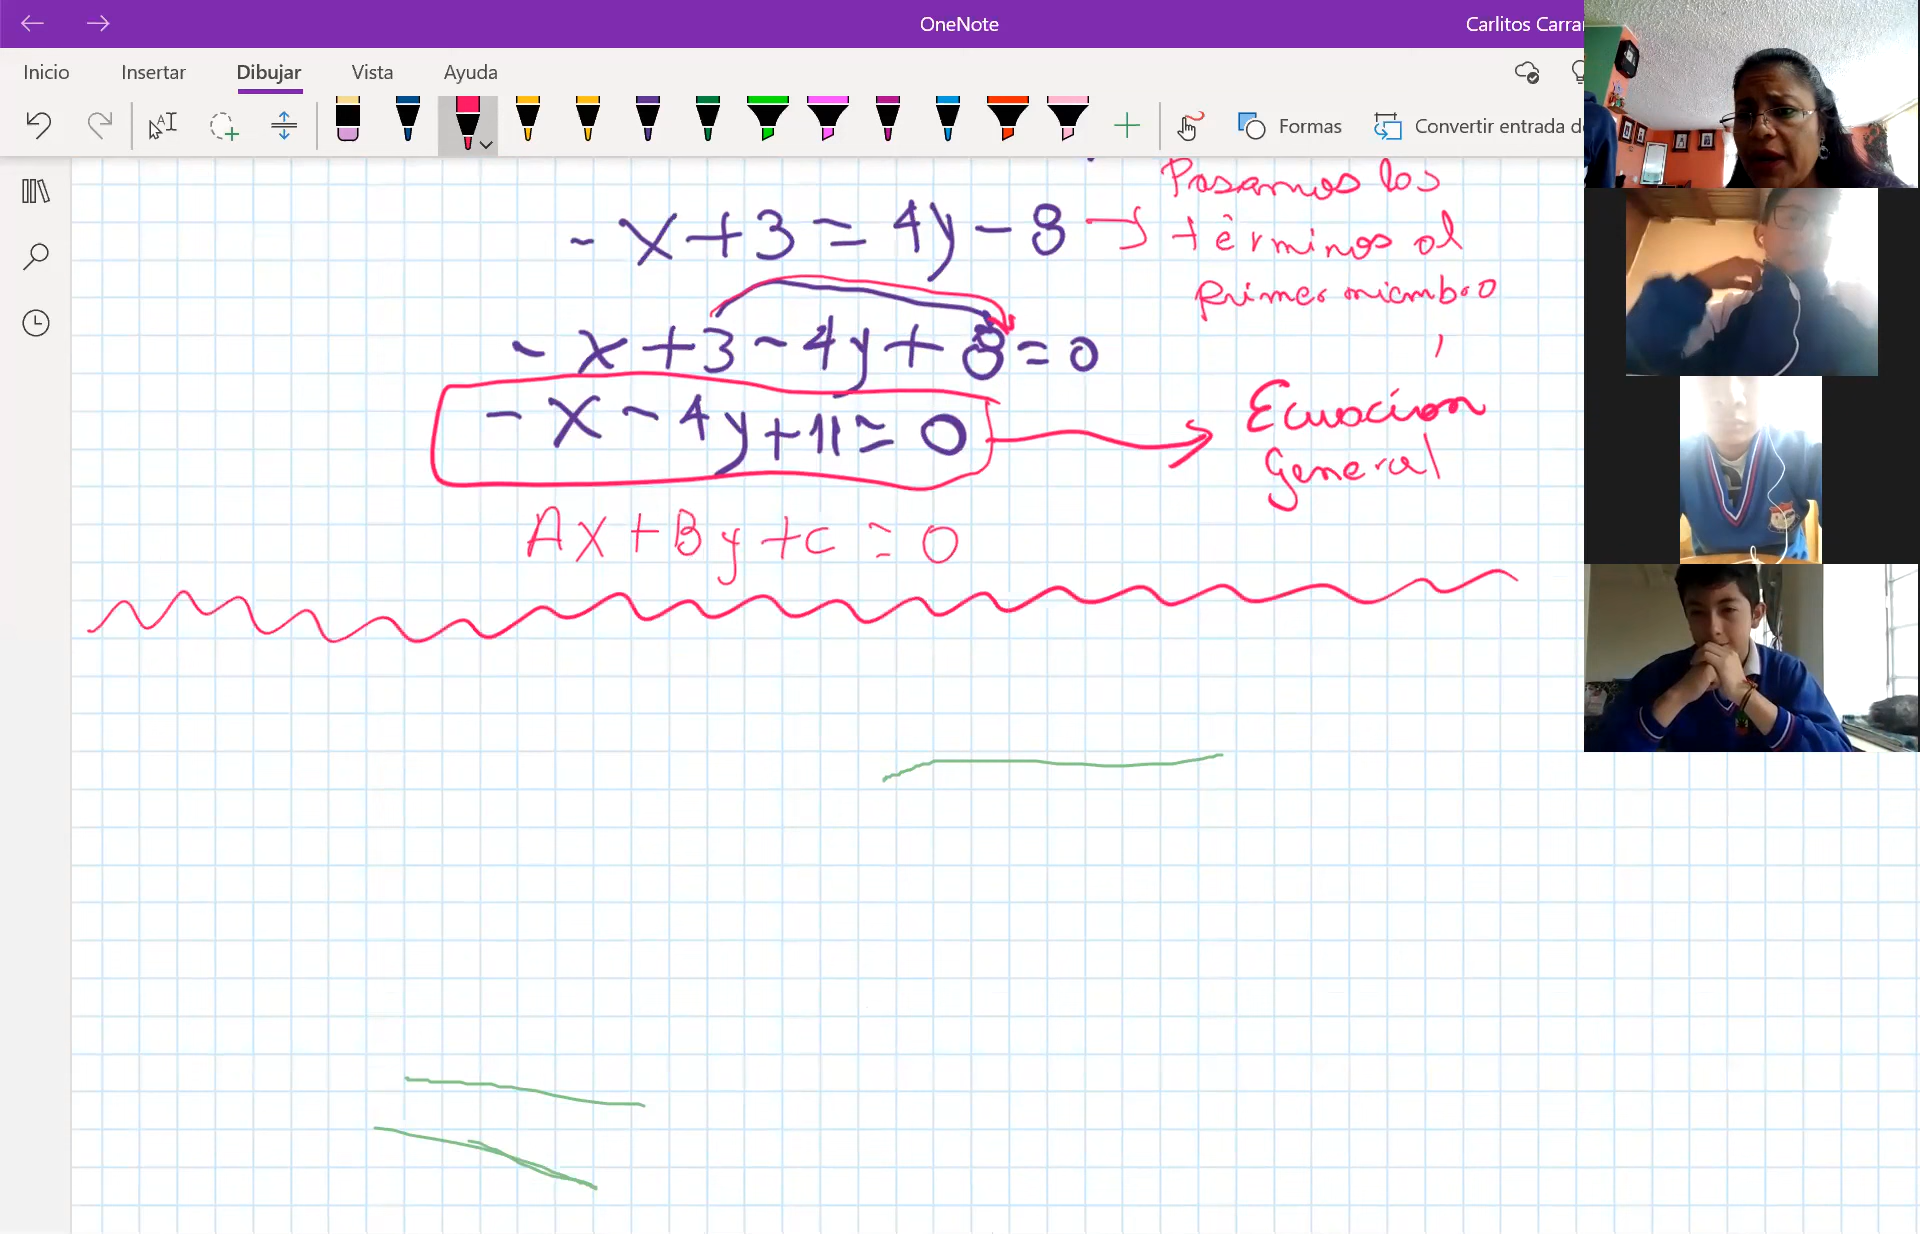 OneNote
Carlitos Carra
Inicio Insertar Dibujar Vista Ayuda
Formas Convertir entrada d
Pasamos los
-x+3=4y-8 → términos al
primer miembro
-x+3-4y+8=0
-x-4y+11=0 → Ecuacion
general
Ax+By+c=0